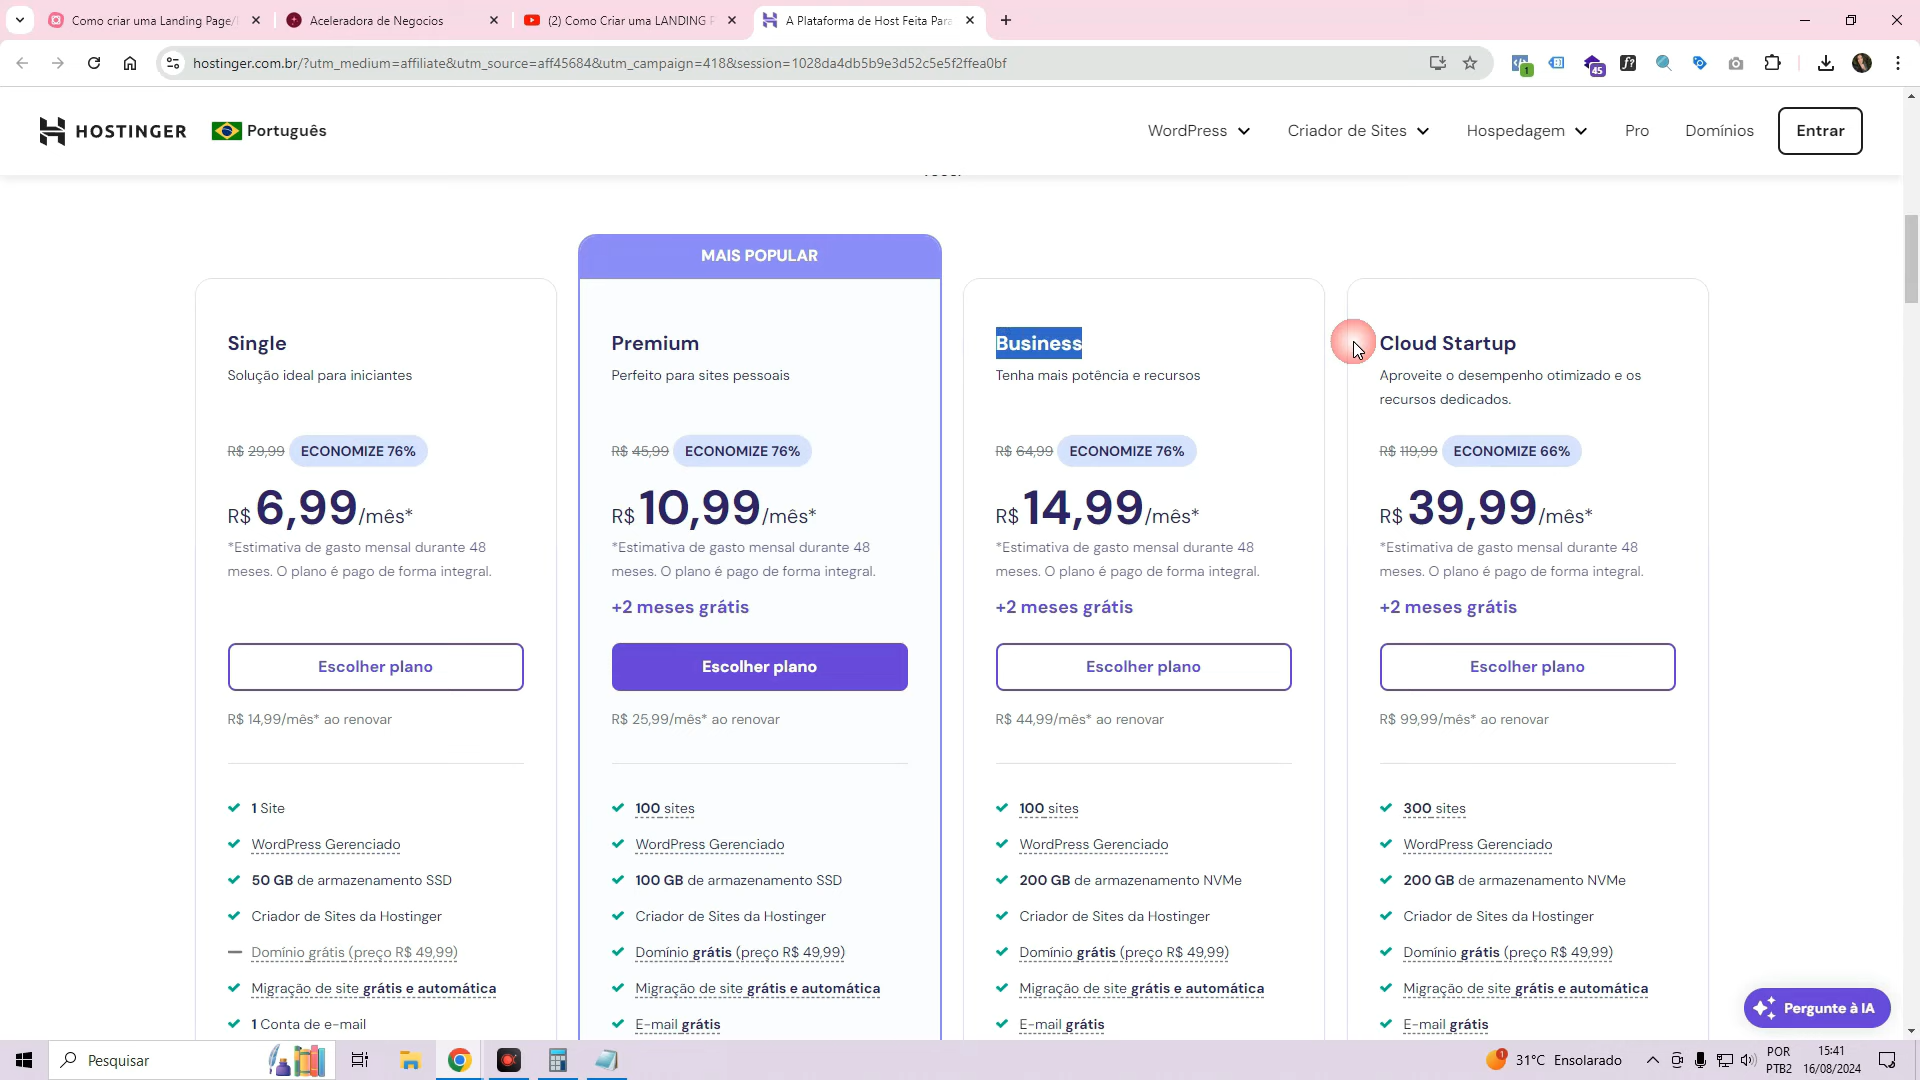 Como criar uma Landing Page/
Aceleradora de Negocios
(2) Como Criar uma LANDING P
A Plataforma de Host Feita Para
hostinger.com.br/?utm_medium=affiliate&utm_source=aff45684&utm_campaign=418&session=1028da4db5b9e3d52c5e5f2ffea0bf
1
45
f?
HOSTINGER
Português
WordPress
Criador de Sites
Hospedagem
Pro
Domínios
Entrar
MAIS POPULAR
Single
Solução ideal para iniciantes
R$ 29,99 ECONOMIZE 76%
R$ 6,99/mês*
*Estimativa de gasto mensal durante 48
meses. O plano é pago de forma integral.
Escolher plano
R$ 14,99/mês* ao renovar
1 Site
WordPress Gerenciado
50 GB de armazenamento SSD
Criador de Sites da Hostinger
Domínio grátis (preço R$ 49,99)
Migração de site grátis e automática
1 Conta de e-mail
Premium
Perfeito para sites pessoais
R$ 45,99 ECONOMIZE 76%
R$ 10,99/mês*
*Estimativa de gasto mensal durante 48
meses. O plano é pago de forma integral.
+2 meses grátis
Escolher plano
R$ 25,99/mês* ao renovar
100 sites
WordPress Gerenciado
100 GB de armazenamento SSD
Criador de Sites da Hostinger
Domínio grátis (preço R$ 49,99)
Migração de site grátis e automática
E-mail grátis
Business
Tenha mais potência e recursos
R$ 64,99 ECONOMIZE 76%
R$ 14,99/mês*
*Estimativa de gasto mensal durante 48
meses. O plano é pago de forma integral.
+2 meses grátis
Escolher plano
R$ 44,99/mês* ao renovar
100 sites
WordPress Gerenciado
200 GB de armazenamento NVMe
Criador de Sites da Hostinger
Domínio grátis (preço R$ 49,99)
Migração de site grátis e automática
E-mail grátis
Cloud Startup
Aproveite o desempenho otimizado e os
recursos dedicados.
R$ 119,99 ECONOMIZE 66%
R$ 39,99/mês*
*Estimativa de gasto mensal durante 48
meses. O plano é pago de forma integral.
+2 meses grátis
Escolher plano
R$ 99,99/mês* ao renovar
300 sites
WordPress Gerenciado
200 GB de armazenamento NVMe
Criador de Sites da Hostinger
Domínio grátis (preço R$ 49,99)
Migração de site grátis e automática
E-mail grátis
Pergunte à IA
Pesquisar
1
31°C Ensolarado
POR
PTB2
15:41
16/08/2024